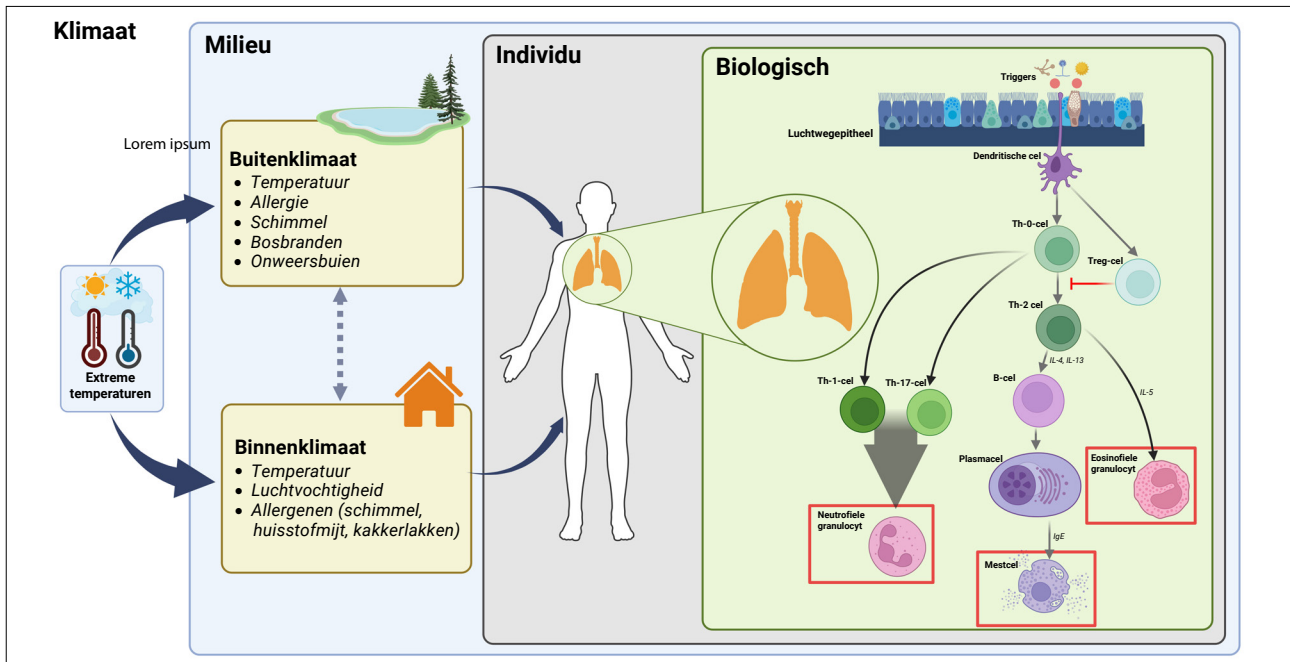 Klimaat
Milieu
Individu
Biologisch
Triggers
Luchtwegepitheel
Dendritische cel
Lorem ipsum
Buitenklimaat
• Temperatuur
• Allergie
• Schimmel
• Bosbranden
• Onweersbuien
Extreme
temperaturen
Binnenklimaat
• Temperatuur
• Luchtvochtigheid
• Allergenen (schimmel,
huisstofmijt, kakkerlakken)
Th-0-cel
Treg-cel
Th-2 cel
IL-4, IL-13
Th-1-cel
Th-17-cel
B-cel
IL-5
Plasmacel
Eosinofiele
granulocyt
Neutrofiele
granulocyt
IgE
Mestcel